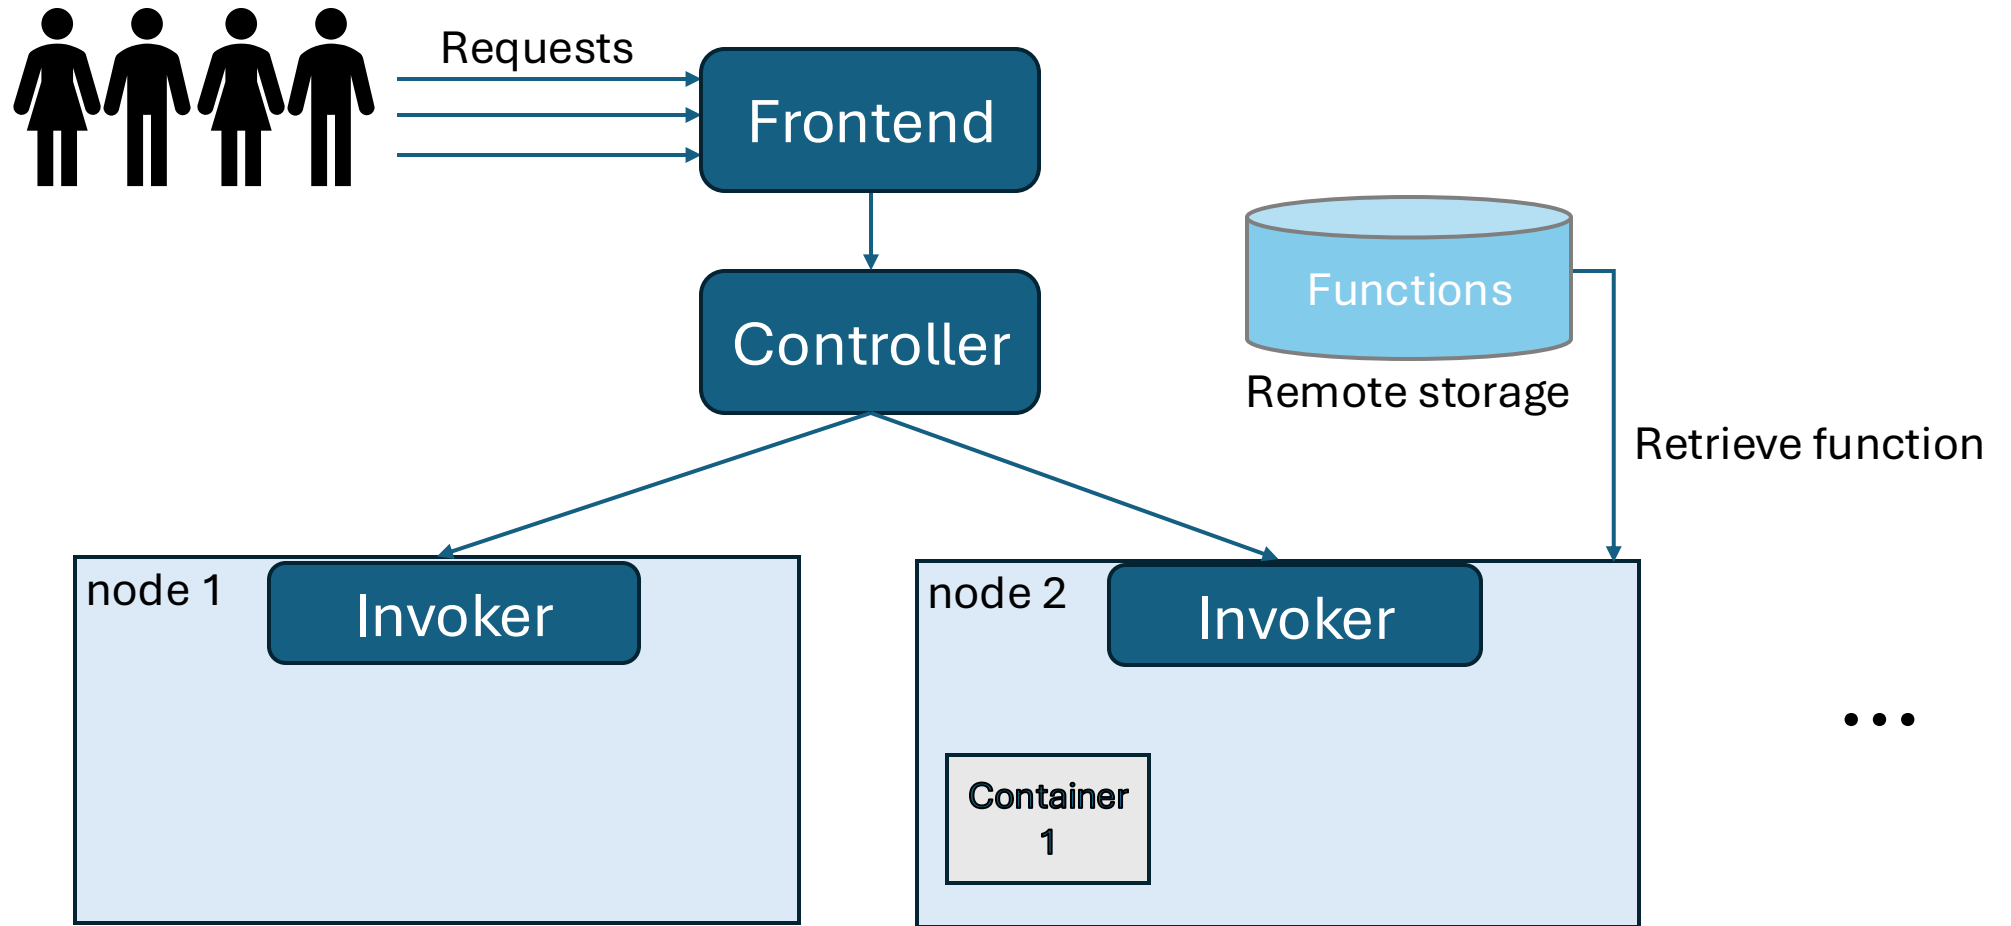 Requests
Frontend
Controller
Functions
Remote storage
Retrieve function
node 1
Invoker
node 2
Invoker
Container
1
...